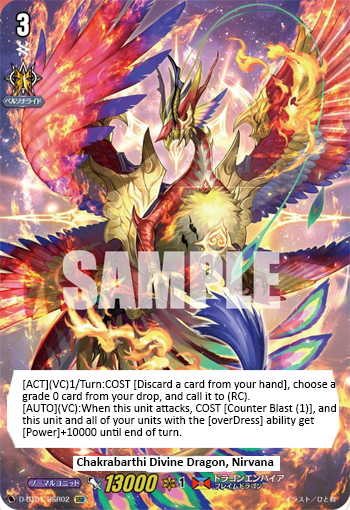 3
ペルソナライド
SAMPLE
[ACT](VC)1/Turn:COST [Discard a card from your hand], choose a
grade 0 card from your drop, and call it to (RC).
[AUTO](VC):When this unit attacks, COST [Counter Blast (1)], and
this unit and all of your units with the [overDress] ability get
[Power]+10000 until end of turn.
Chakrabarthi Divine Dragon, Nirvana
ノーマルユニット 13000 1 ドラゴンエンパイア
フレイムドラゴン
イラスト/ひと和